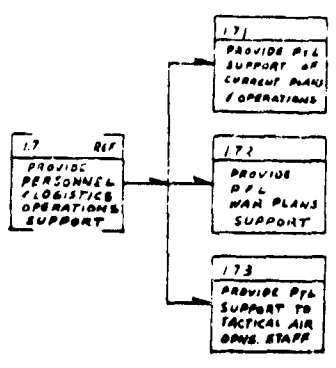 1.7 REF
PROVIDE
PERSONNEL
/LOGISTICS
OPERATIONS
SUPPORT
1.7.1
PROVIDE P/L
SUPPORT OF
CURRENT PLANS
/OPERATIONS
1.7.2
PROVIDE
P/L
WAR PLANS
SUPPORT
1.7.3
PROVIDE P/L
SUPPORT TO
TACTICAL AIR
OPNS. STAFF